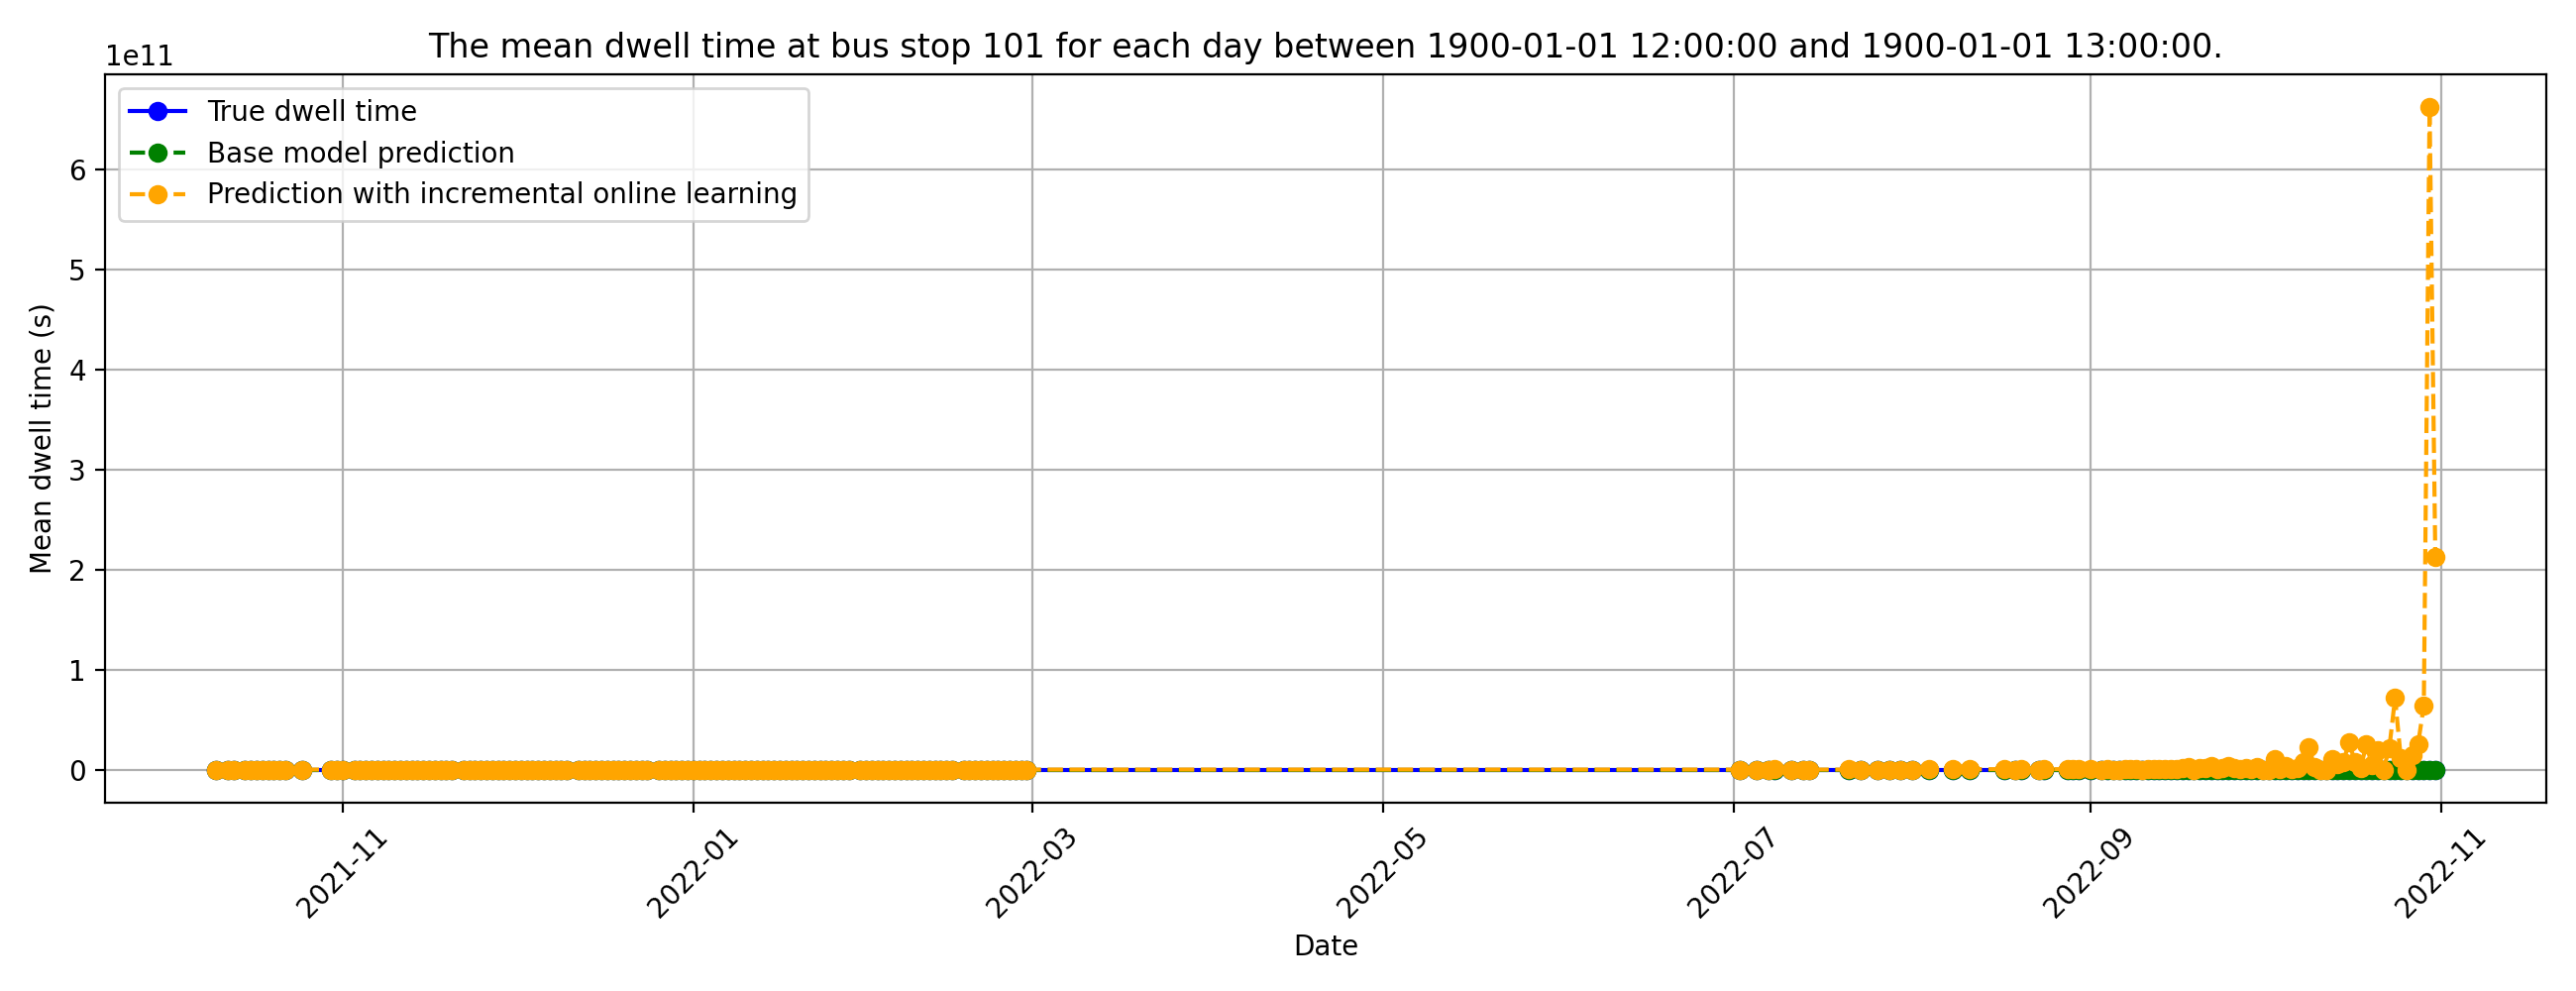 The mean dwell time at bus stop 101 for each day between 1900-01-01 12:00:00 and 1900-01-01 13:00:00.
1e11
True dwell time
Base model prediction
Prediction with incremental online learning
Mean dwell time (s)
6
5
4
3
2
1
0
2021-11
2022-01
2022-03
2022-05
2022-07
2022-09
2022-11
Date